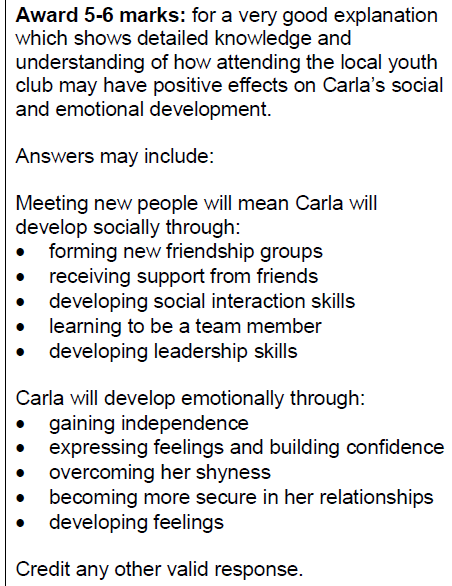 Award 5-6 marks: for a very good explanation
which shows detailed knowledge and
understanding of how attending the local youth
club may have positive effects on Carla's social
and emotional development.
Answers may include:
Meeting new people will mean Carla will
develop socially through:
• forming new friendship groups
• receiving support from friends
• developing social interaction skills
• learning to be a team member
• developing leadership skills
Carla will develop emotionally through:
• gaining independence
• expressing feelings and building confidence
• overcoming her shyness
• becoming more secure in her relationships
• developing feelings
Credit any other valid response.